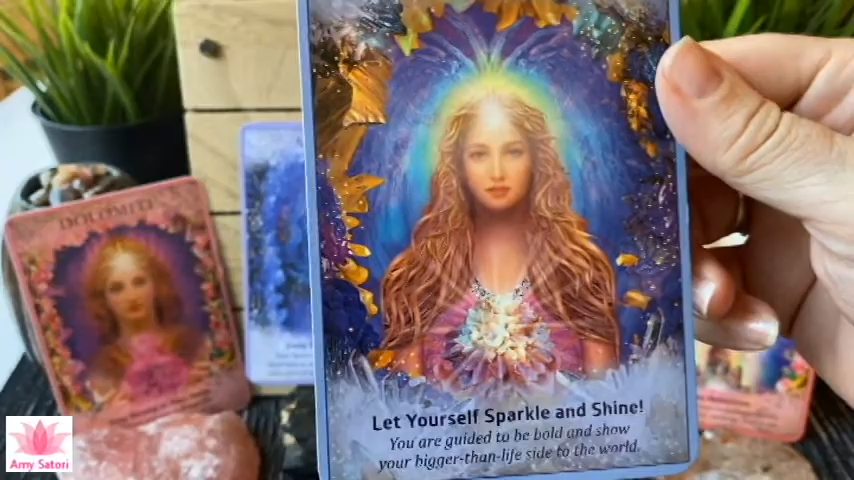 DOLOMED
Let Yourself Sparkle and Shine!
You are guided to be bold and show
your bigger-than-life side to the world.
Amy Satori